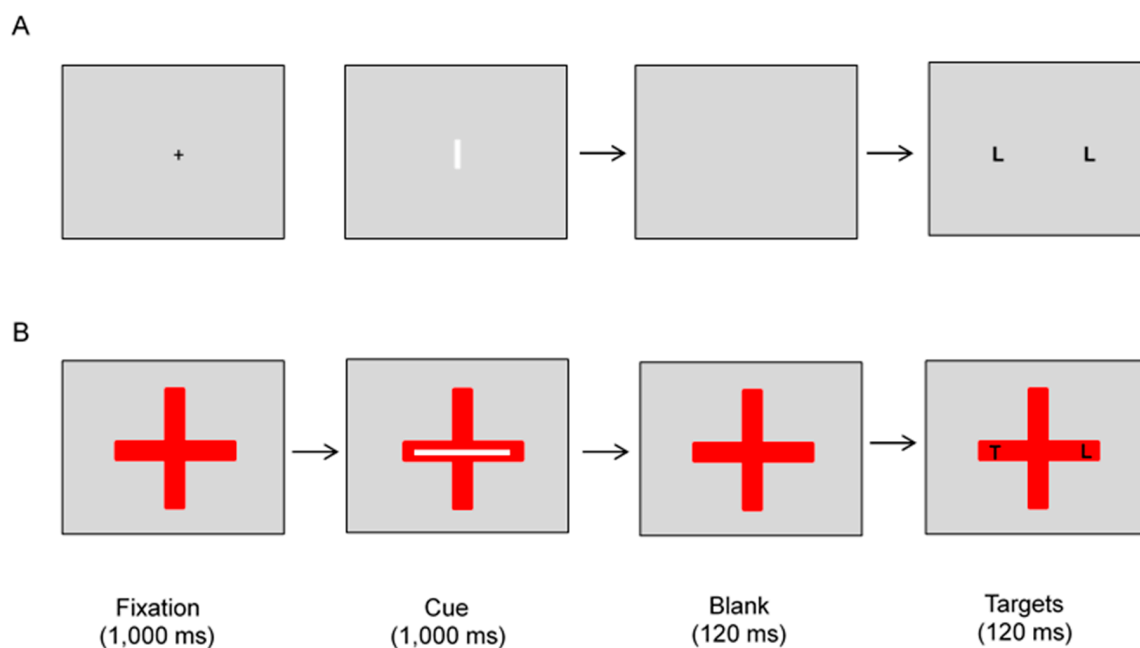 A
+
L L
B
T L
Fixation Cue Blank Targets
(1,000 ms) (1,000 ms) (120 ms) (120 ms)